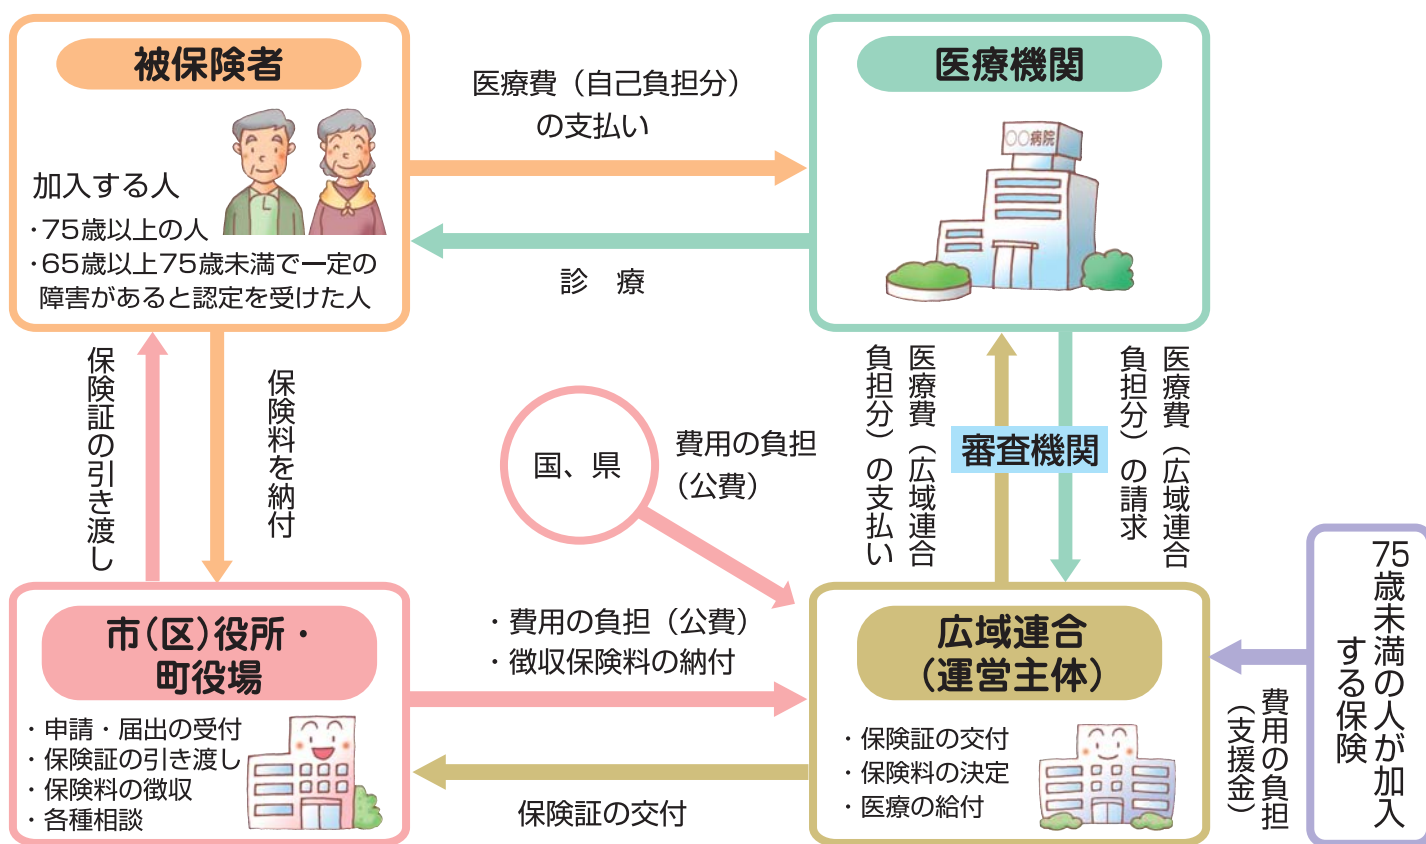 被保険者
加入する人
・75歳以上の人
・65歳以上75歳未満で一定の
障害があると認定を受けた人
医療費（自己負担分）
の支払い
診　療
医療機関
〇〇病院
保険証の引き渡し
保険料を納付
国、県
費用の負担
（公費）
医療費（広域連合
負担分）の支払い
審査機関
医療費（広域連合
負担分）の請求
市（区）役所・
町役場
・申請・届出の受付
・保険証の引き渡し
・保険料の徴収
・各種相談
・費用の負担（公費）
・徴収保険料の納付
保険証の交付
広域連合
（運営主体）
・保険証の交付
・保険料の決定
・医療の給付
費用の負担
（支援金）
75歳未満の人が加入
する保険